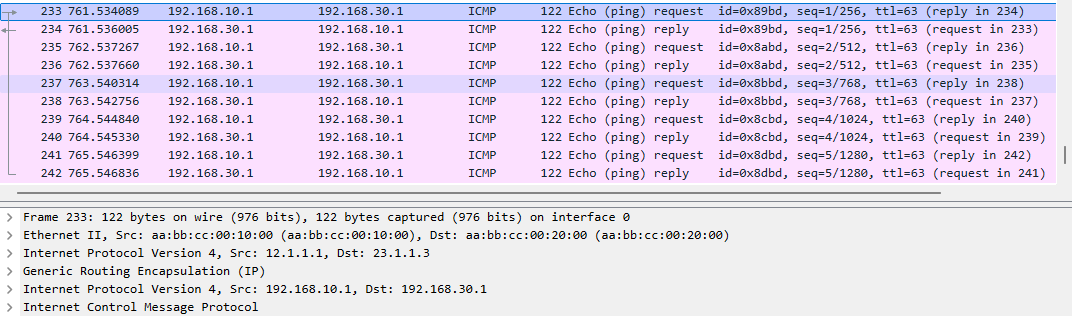 233 761.534089 192.168.10.1 192.168.30.1 ICMP 122 Echo (ping) request id=0x89bd, seq=1/256, ttl=63 (reply in 234)
234 761.536005 192.168.30.1 192.168.10.1 ICMP 122 Echo (ping) reply id=0x89bd, seq=1/256, ttl=63 (request in 233)
235 762.537267 192.168.10.1 192.168.30.1 ICMP 122 Echo (ping) request id=0x8abd, seq=2/512, ttl=63 (reply in 236)
236 762.537660 192.168.30.1 192.168.10.1 ICMP 122 Echo (ping) reply id=0x8abd, seq=2/512, ttl=63 (request in 235)
237 763.540314 192.168.10.1 192.168.30.1 ICMP 122 Echo (ping) request id=0x8bbd, seq=3/768, ttl=63 (reply in 238)
238 763.542756 192.168.30.1 192.168.10.1 ICMP 122 Echo (ping) reply id=0x8bbd, seq=3/768, ttl=63 (request in 237)
239 764.544840 192.168.10.1 192.168.30.1 ICMP 122 Echo (ping) request id=0x8cbd, seq=4/1024, ttl=63 (reply in 240)
240 764.545330 192.168.30.1 192.168.10.1 ICMP 122 Echo (ping) reply id=0x8cbd, seq=4/1024, ttl=63 (request in 239)
241 765.546399 192.168.10.1 192.168.30.1 ICMP 122 Echo (ping) request id=0x8dbd, seq=5/1280, ttl=63 (reply in 242)
242 765.546836 192.168.30.1 192.168.10.1 ICMP 122 Echo (ping) reply id=0x8dbd, seq=5/1280, ttl=63 (request in 241)
Frame 233: 122 bytes on wire (976 bits), 122 bytes captured (976 bits) on interface 0
Ethernet II, Src: aa:bb:cc:00:10:00 (aa:bb:cc:00:10:00), Dst: aa:bb:cc:00:20:00 (aa:bb:cc:00:20:00)
Internet Protocol Version 4, Src: 12.1.1.1, Dst: 23.1.1.3
Generic Routing Encapsulation (IP)
Internet Protocol Version 4, Src: 192.168.10.1, Dst: 192.168.30.1
Internet Control Message Protocol